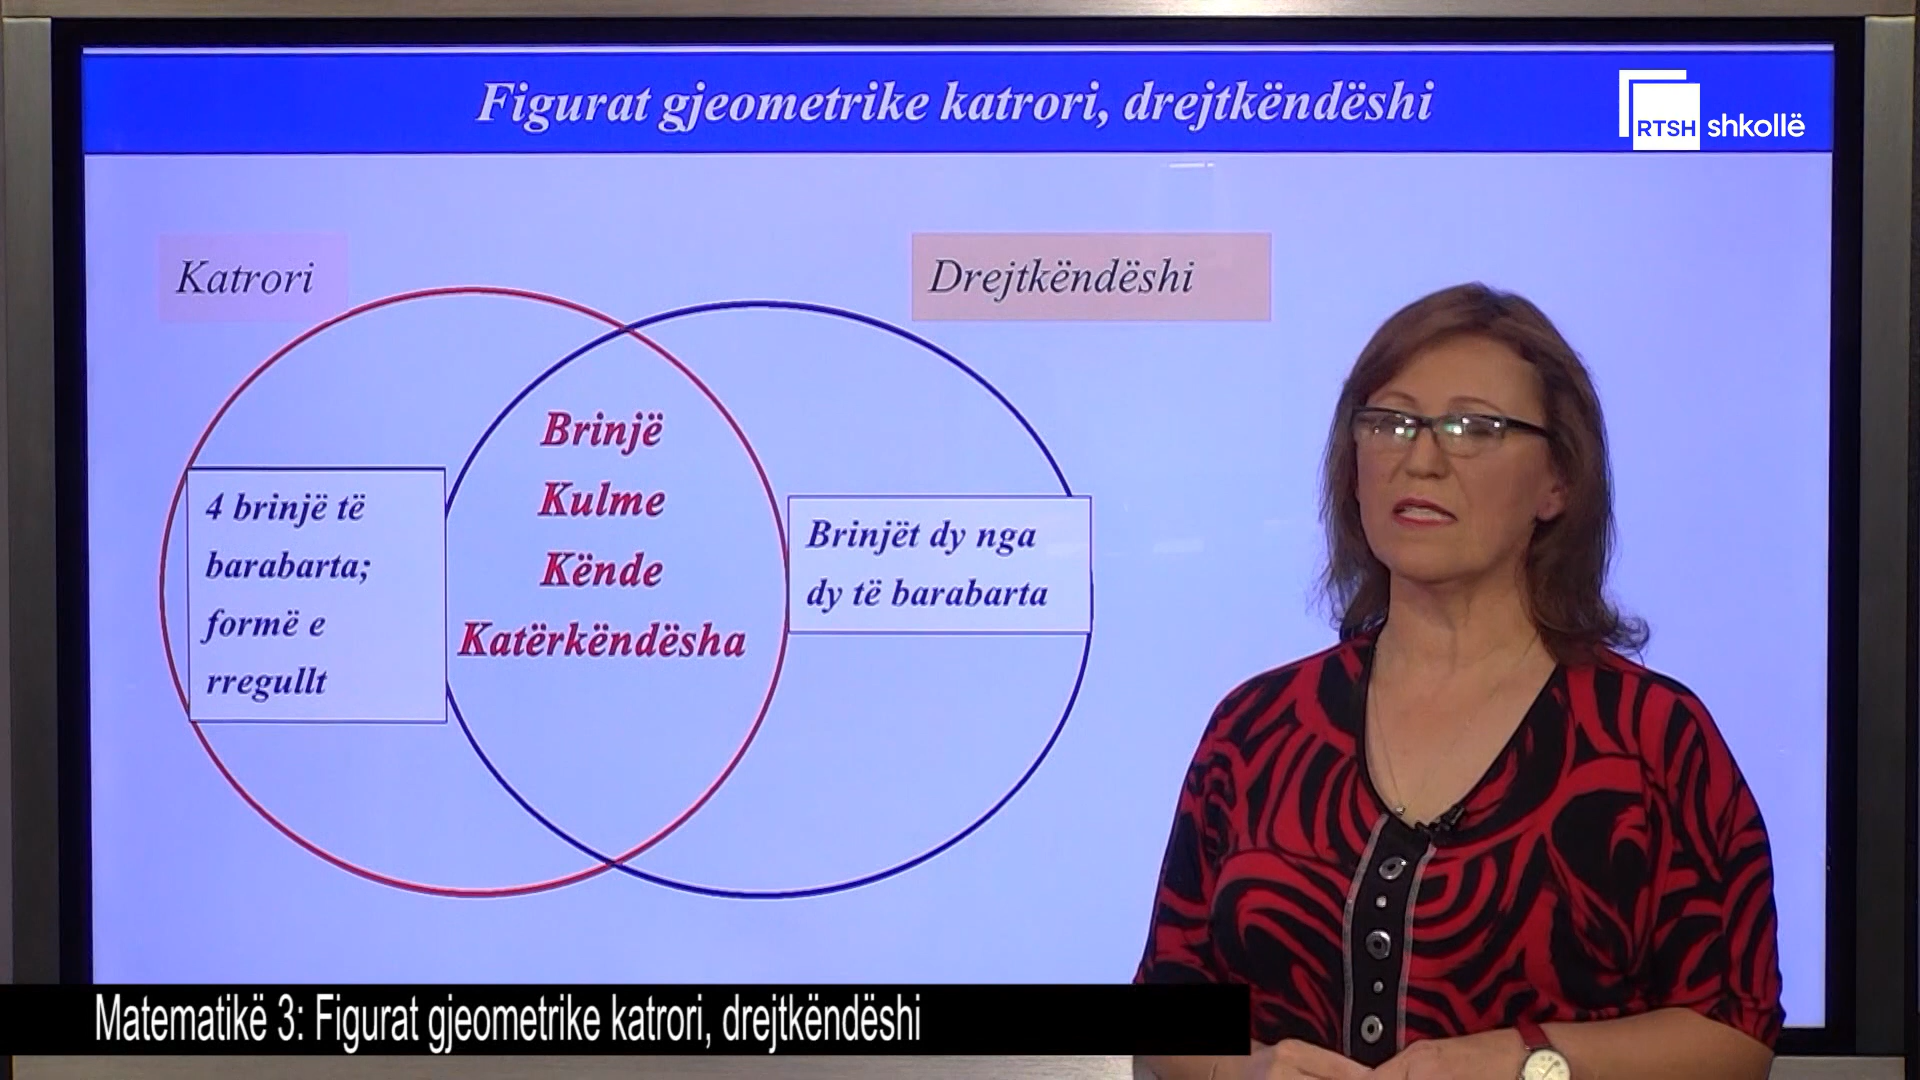 Figurat gjeometrike katrori, drejtkëndëshi
RTSH shkollë
Katrori
Drejtkëndëshi
Brinjë
Kulme
Kënde
Katërkëndësha
4 brinjë të
barabarta;
formë e
rregullt
Brinjët dy nga
dy të barabarta
Matematikë 3: Figurat gjeometrike katrori, drejtkëndëshi